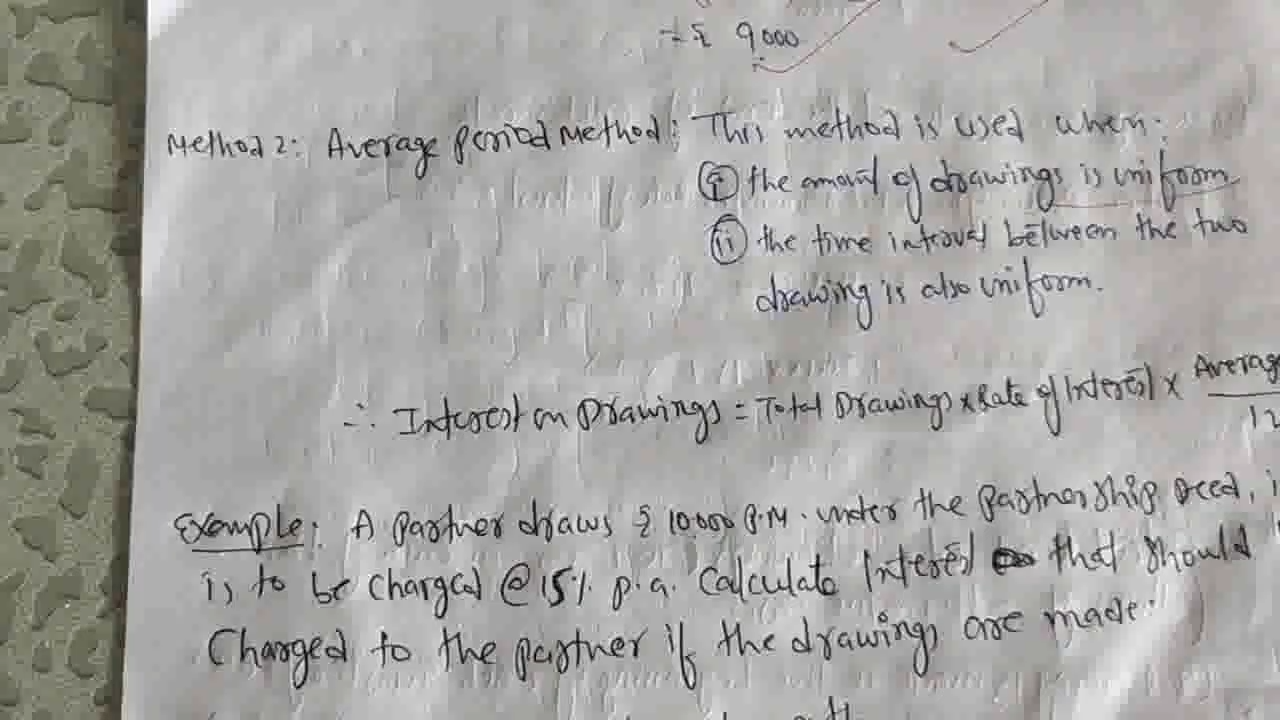 = ₹ 9000
Method 2: Average period Method: This method is used when:
(i) the amount of drawings is uniform
(ii) the time interval between the two
drawing is also uniform.
∴ Interest on Drawings = Total Drawings × Rate of Interest × Average
12
Example: A partner draws ₹ 10000 P.M. under the partnership Deed, i
is to be charged @ 15% p.a. Calculate Interest that should
Charged to the partner if the drawings are made: